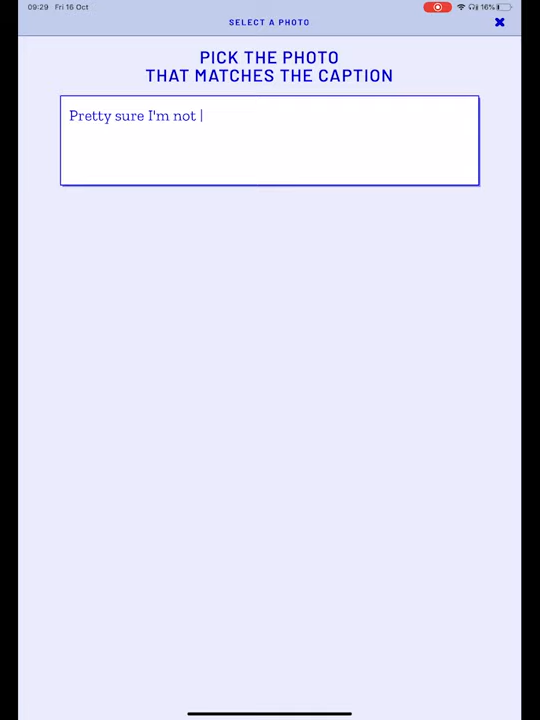 09:29 Fri 16 Oct 16%
SELECT A PHOTO
PICK THE PHOTO
THAT MATCHES THE CAPTION
Pretty sure I'm not